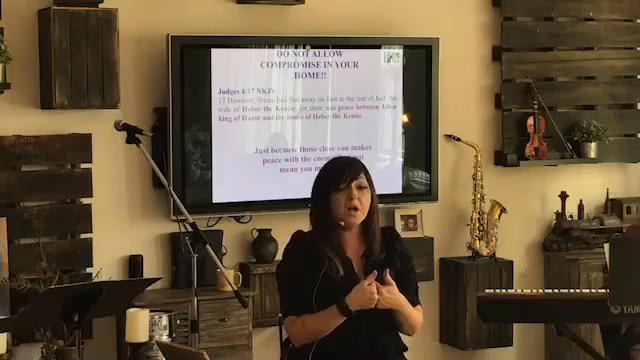 DO NOT ALLOW
COMPROMISE IN YOUR
HOME!!
Judges 4:17 NKJV
17 However, Sisera had fled away on foot to the tent of Jael, the
wife of Heber the Kenite; for there was peace between Jabin
king of Hazor and the house of Heber the Kenite.
Just because those close you makes
peace with the enemy
mean you
YAM